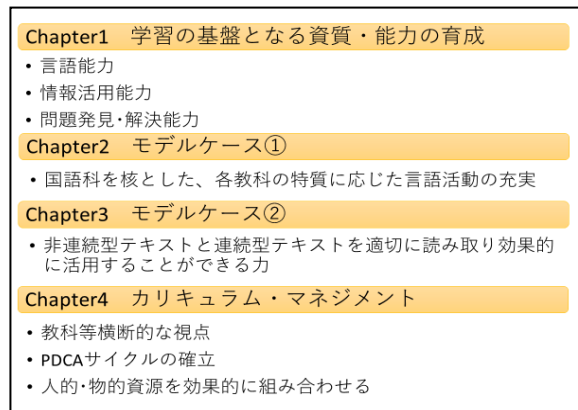 Chapter1 学習の基盤となる資質・能力の育成
• 言語能力
• 情報活用能力
• 問題発見･解決能力
Chapter2 モデルケース①
• 国語科を核とした、各教科の特質に応じた言語活動の充実
Chapter3 モデルケース②
• 非連続型テキストと連続型テキストを適切に読み取り効果的
に活用することができる力
Chapter4 カリキュラム・マネジメント
• 教科等横断的な視点
• PDCAサイクルの確立
• 人的･物的資源を効果的に組み合わせる